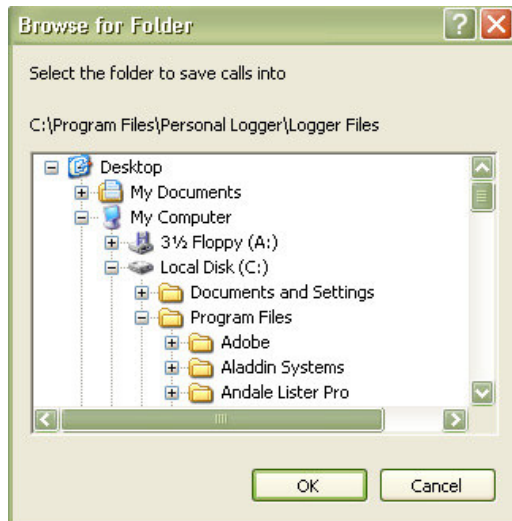 Browse for Folder
Select the folder to save calls into
C:\Program Files\Personal Logger\Logger Files
Desktop
My Documents
My Computer
3½ Floppy (A:)
Local Disk (C:)
Documents and Settings
Program Files
Adobe
Aladdin Systems
Andale Lister Pro
OK Cancel